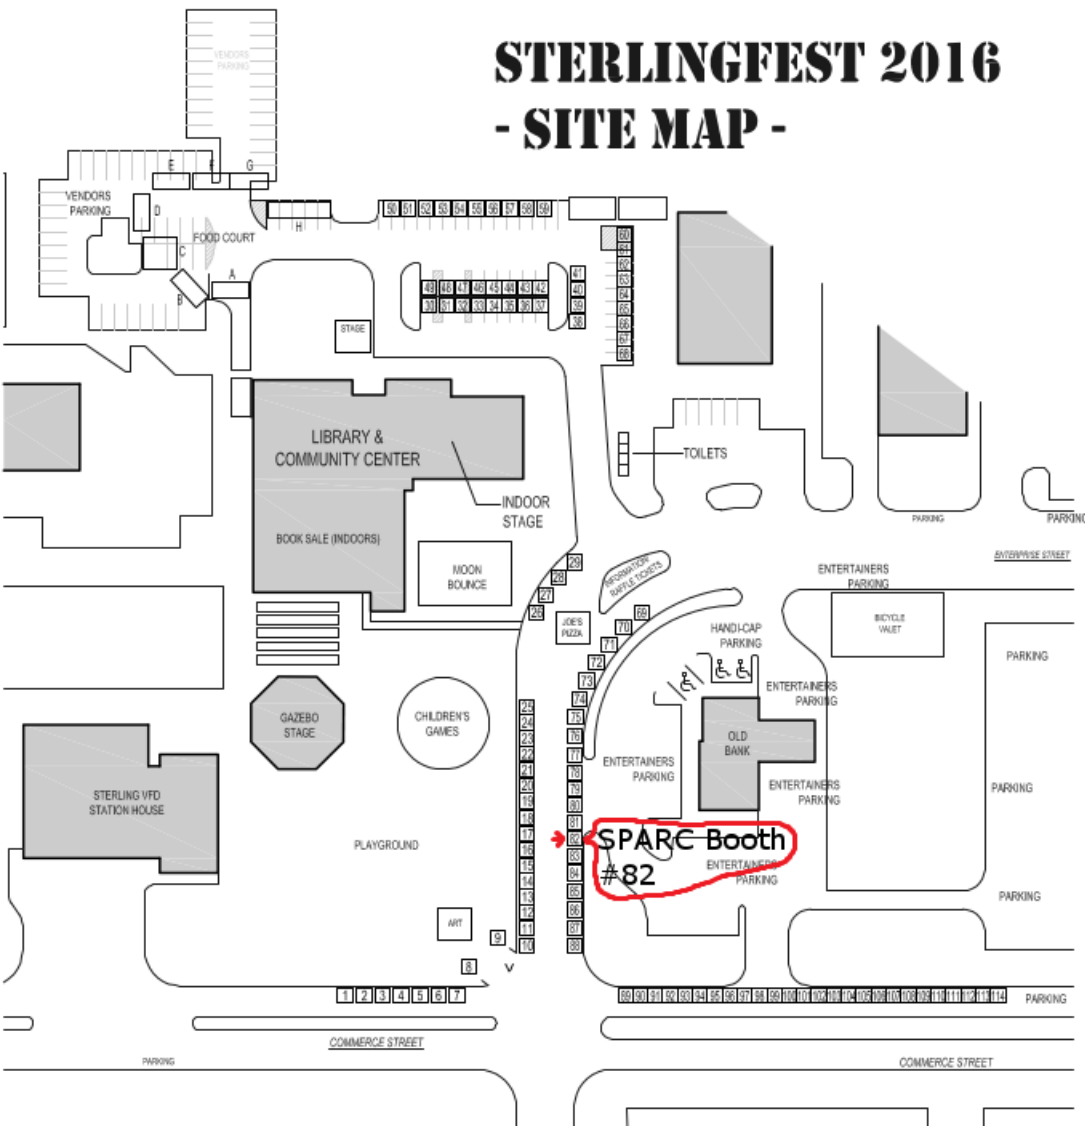 STERLINGFEST 2016
- SITE MAP -
VENDORS
PARKING
E
F
G
VENDORS
PARKING
D
C
B
A
H
FOOD COURT
50 51 52 53 54 55 56 57 58 59
60
61
62
63
64
65
66
67
68
49 48 47 46 45 44 43 42
30 31 32 33 34 35 36 37
41
40
39
38
STAGE
LIBRARY &
COMMUNITY CENTER
INDOOR
STAGE
BOOK SALE (INDOORS)
MOON
BOUNCE
TOILETS
PARKING
PARKING
ENTERPRISE STREET
29
28
27
26
JOE'S
PIZZA
INFORMATION/
RAFFLE TICKETS
ENTERTAINERS
PARKING
BICYCLE
VALET
HANDI-CAP
PARKING
PARKING
69
70
71
72
73
74
75
76
77
78
79
80
81
82
83
84
85
86
87
88
ENTERTAINERS
PARKING
OLD
BANK
ENTERTAINERS
PARKING
ENTERTAINERS
PARKING
PARKING
GAZEBO
STAGE
CHILDREN'S
GAMES
25
24
23
22
21
20
19
18
17
16
15
14
13
12
11
10
STERLING VFD
STATION HOUSE
PLAYGROUND
SPARC Booth
#82
ENTERTAINERS
PARKING
PARKING
ART
9
8
1 2 3 4 5 6 7
89 90 91 92 93 94 95 96 97 98 99 100 101 102 103 104 105 106 107 108 109 110 111 112 113 114
PARKING
COMMERCE STREET
PARKING
COMMERCE STREET